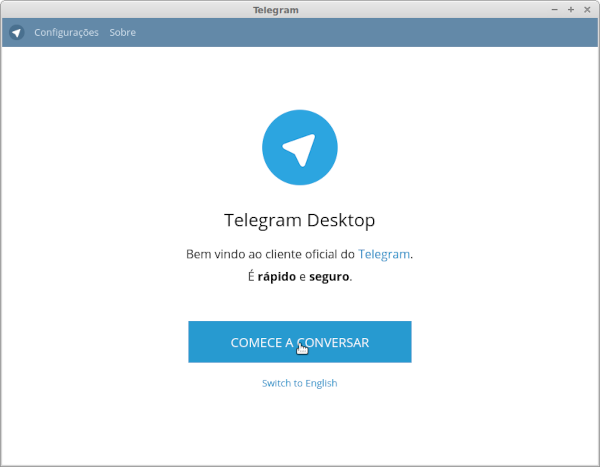 Telegram
Configurações Sobre
Telegram Desktop
Bem vindo ao cliente oficial do Telegram.
É rápido e seguro.
COMECE A CONVERSAR
Switch to English